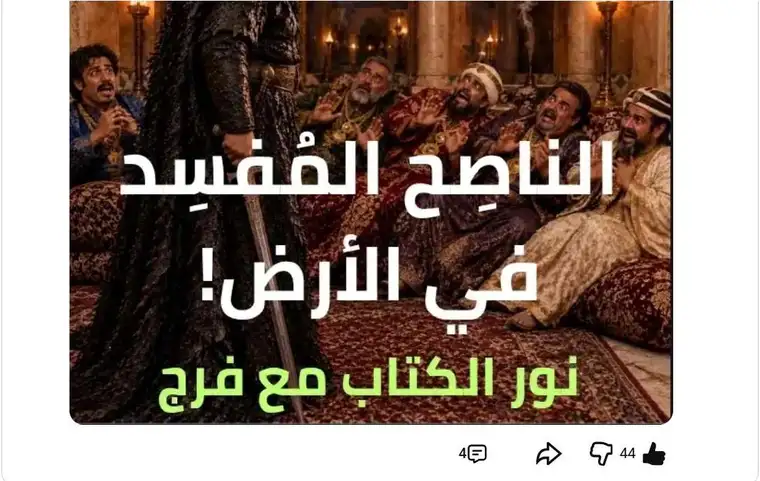 الناصِح المُفسِد
في الأرض!
نور الكتاب مع فرج
44
4